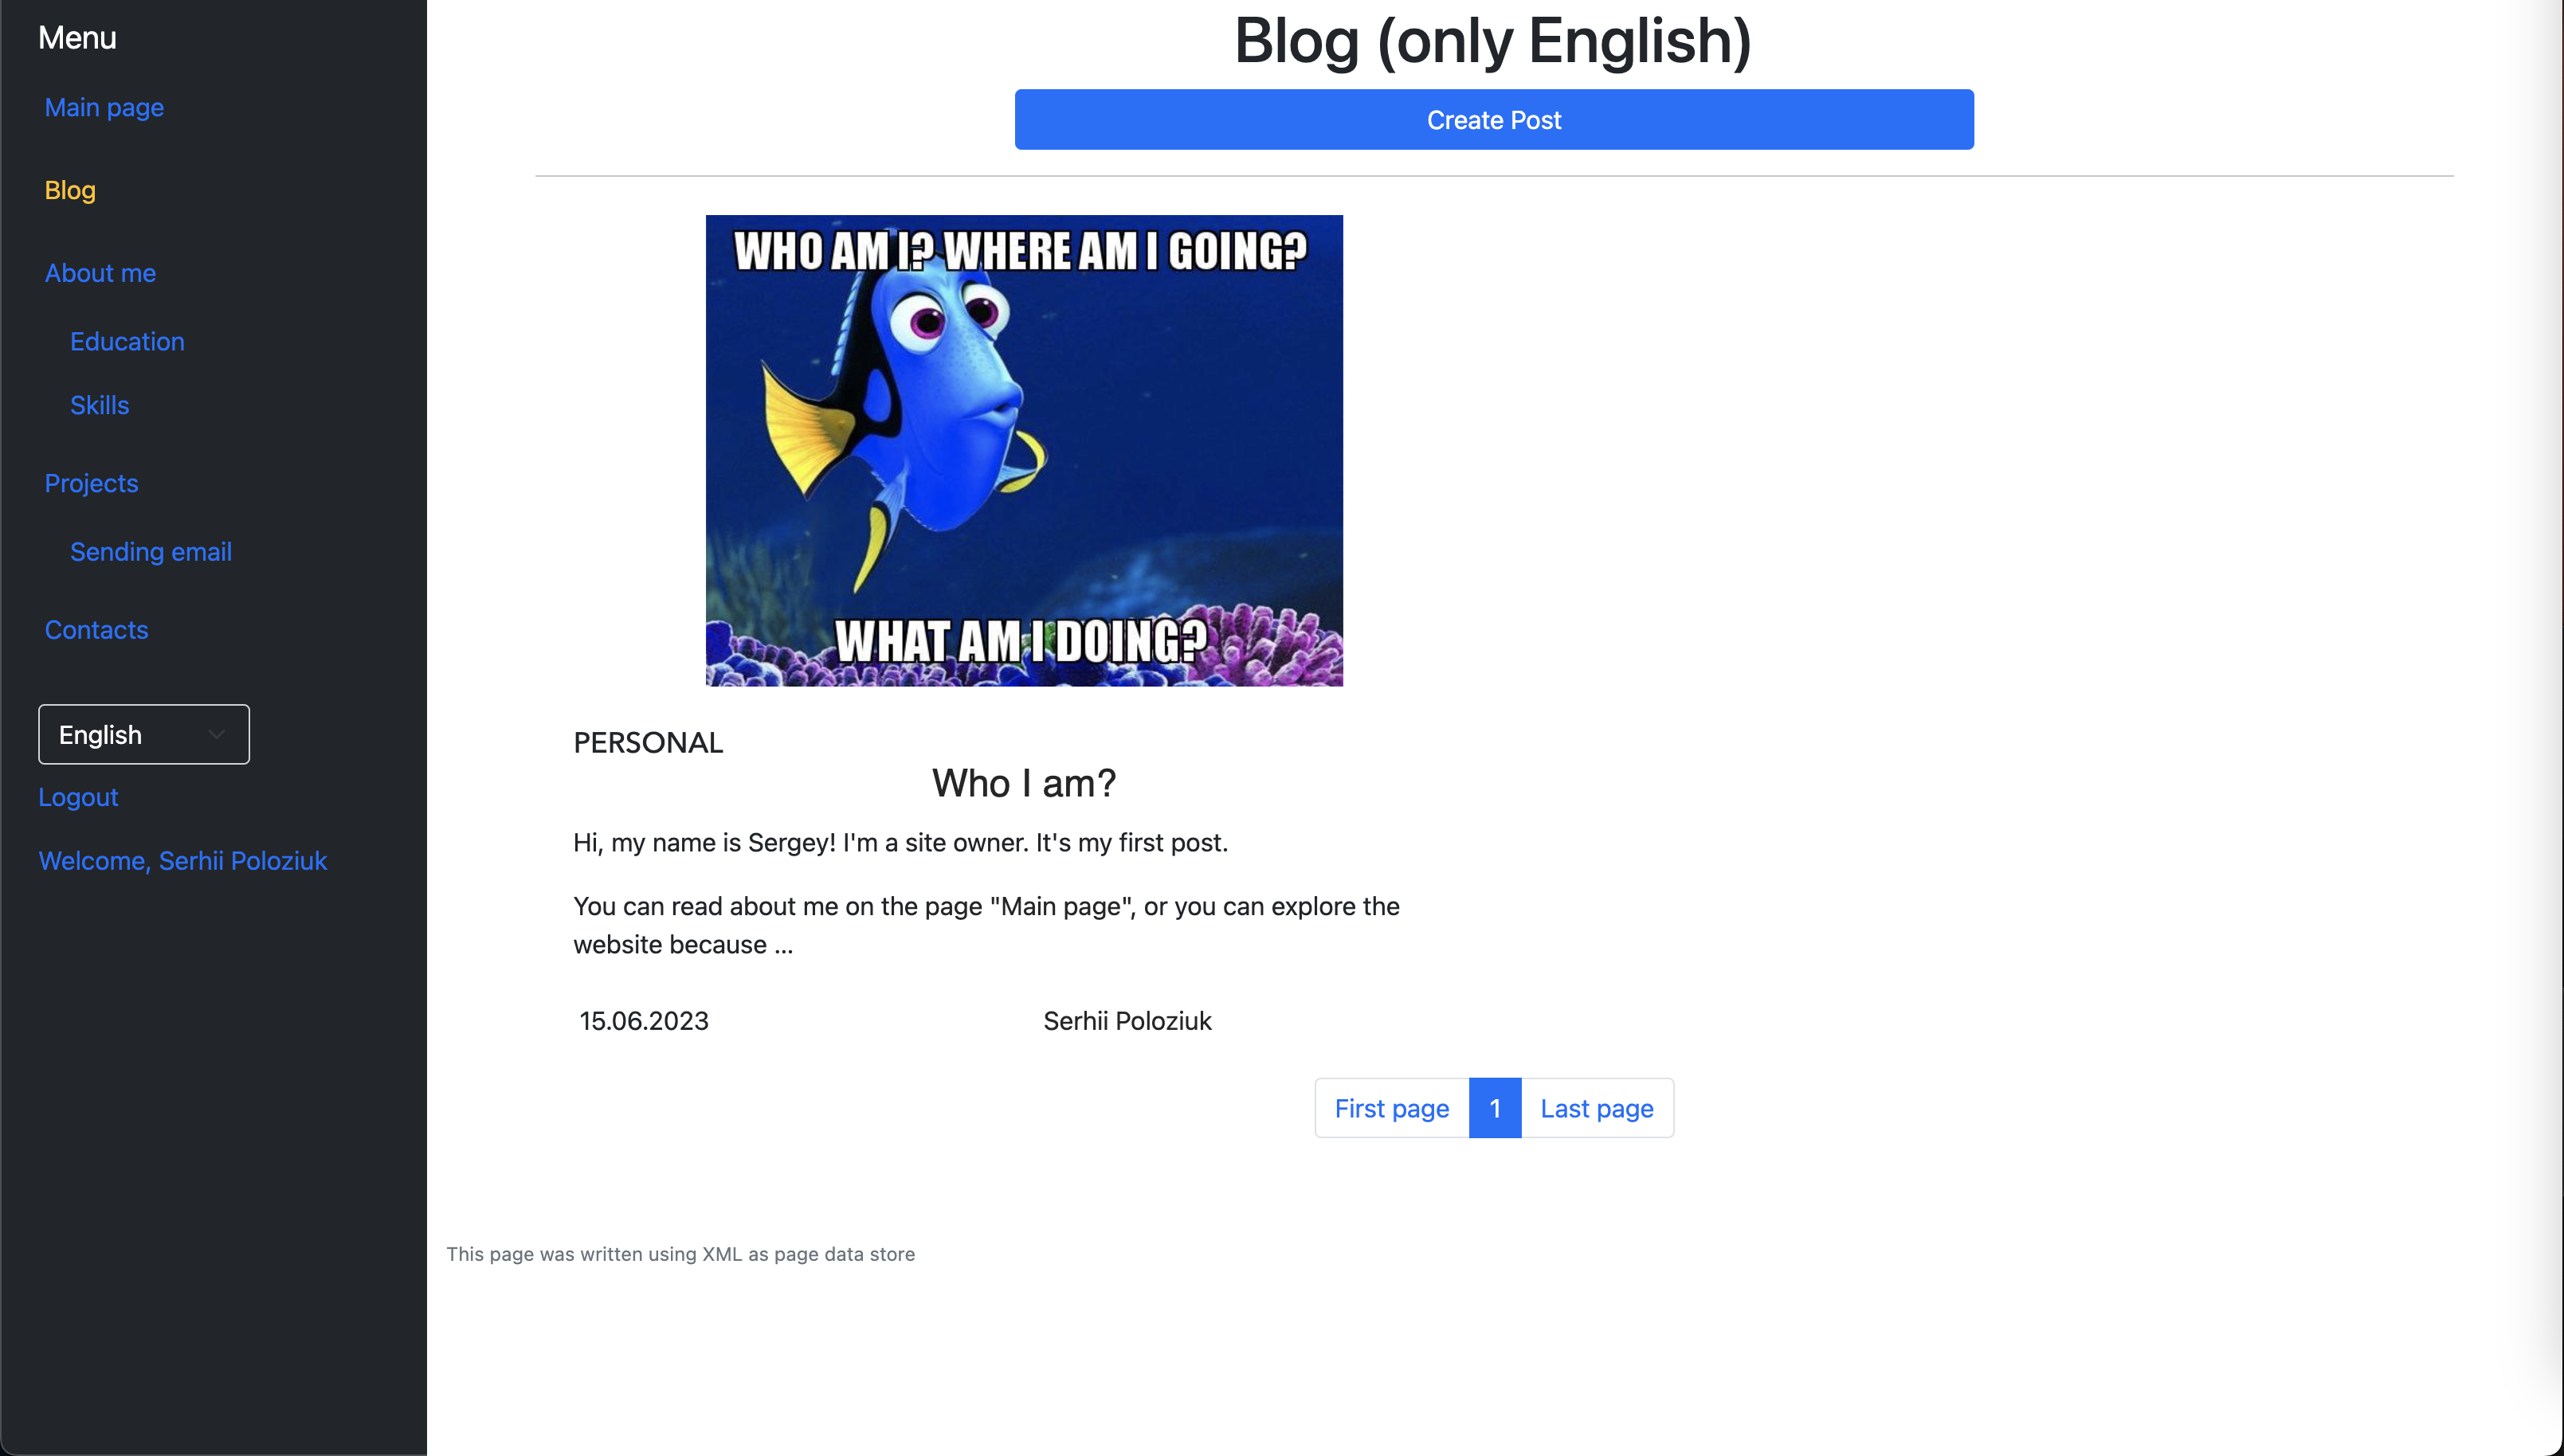 Menu
Main page
Blog
About me
Education
Skills
Projects
Sending email
Contacts
English
Logout
Welcome, Serhii Poloziuk
Blog (only English)
Create Post
WHO AM I? WHERE AM I GOING?
WHAT AM I DOING?
PERSONAL
Who I am?
Hi, my name is Sergey! I'm a site owner. It's my first post.
You can read about me on the page "Main page", or you can explore the
website because ...
15.06.2023 Serhii Poloziuk
First page 1 Last page
This page was written using XML as page data store